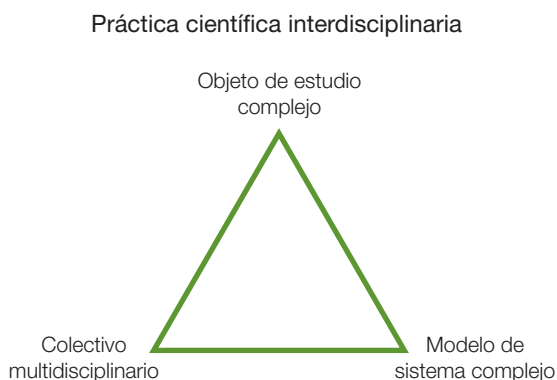 Práctica científica interdisciplinaria
Objeto de estudio
complejo
Colectivo
multidisciplinario
Modelo de
sistema complejo